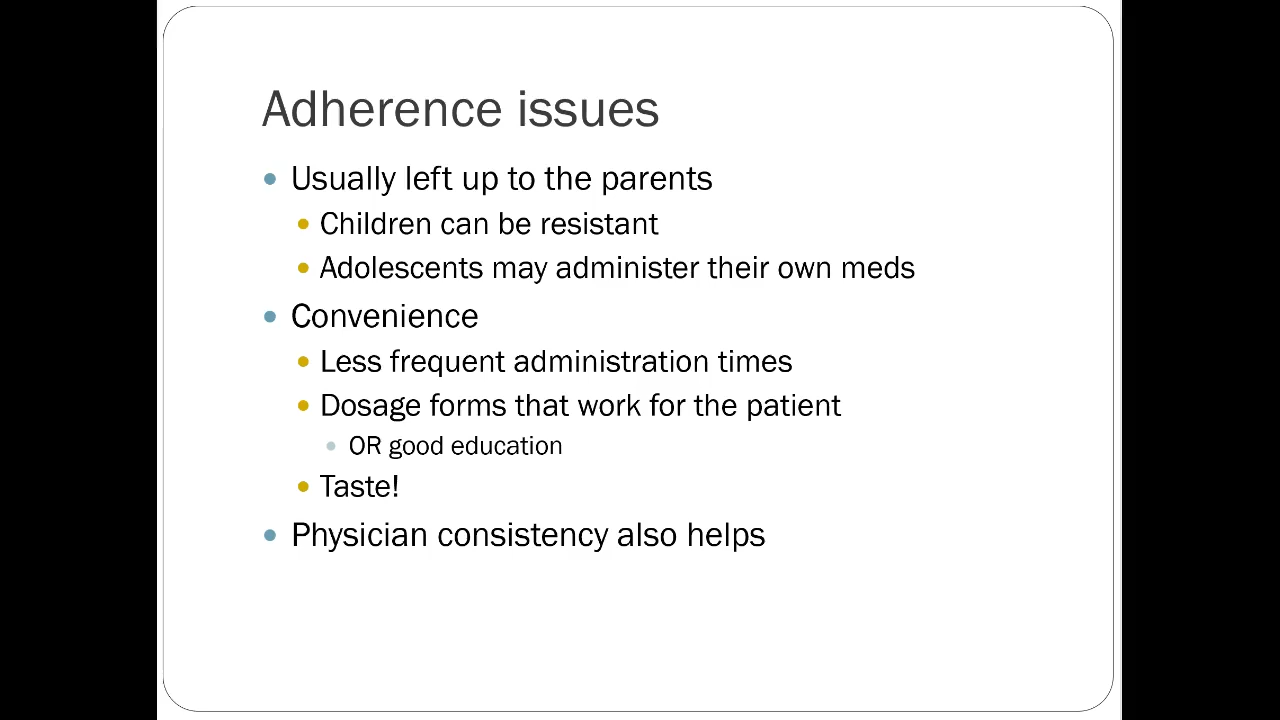 Adherence issues
Usually left up to the parents
Children can be resistant
Adolescents may administer their own meds
Convenience
Less frequent administration times
Dosage forms that work for the patient
OR good education
Taste!
Physician consistency also helps